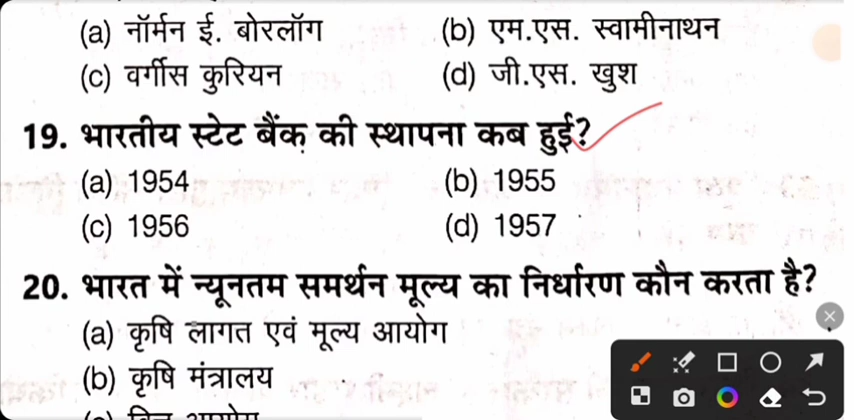 (a) नॉर्मन ई. बोरलॉग (b) एम.एस. स्वामीनाथन
(c) वर्गीस कुरियन (d) जी.एस. खुश
19. भारतीय स्टेट बैंक की स्थापना कब हुई?
(a) 1954 (b) 1955
(c) 1956 (d) 1957
20. भारत में न्यूनतम समर्थन मूल्य का निर्धारण कौन करता है?
(a) कृषि लागत एवं मूल्य आयोग
(b) कृषि मंत्रालय